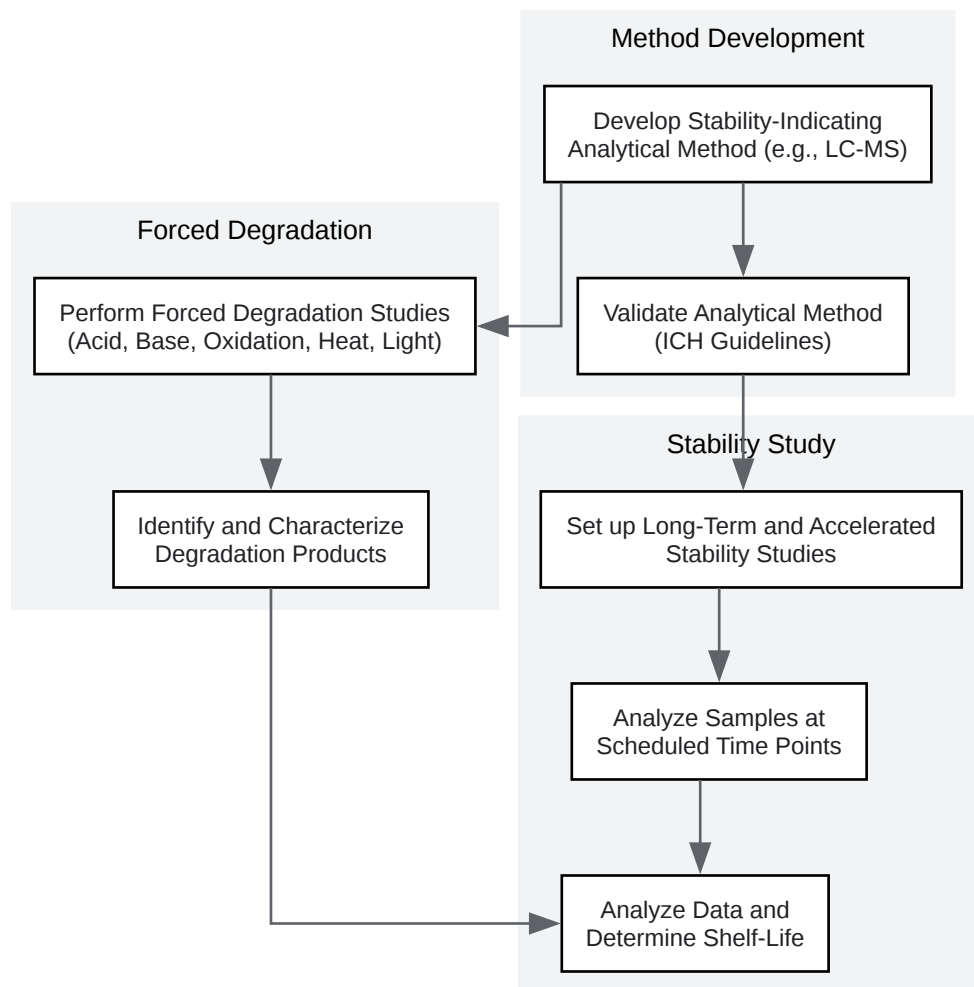 Method Development
Develop Stability-Indicating
Analytical Method (e.g., LC-MS)
Forced Degradation
Perform Forced Degradation Studies
(Acid, Base, Oxidation, Heat, Light)
Validate Analytical Method
(ICH Guidelines)
Stability Study
Identify and Characterize
Degradation Products
Set up Long-Term and Accelerated
Stability Studies
Analyze Samples at
Scheduled Time Points
Analyze Data and
Determine Shelf-Life